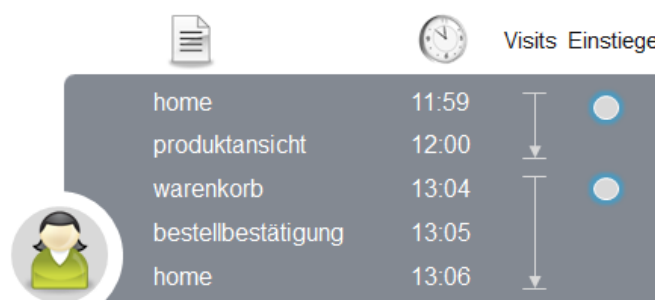 Visits Einstiege
home 11:59
produktansicht 12:00
warenkorb 13:04
bestellbestätigung 13:05
home 13:06